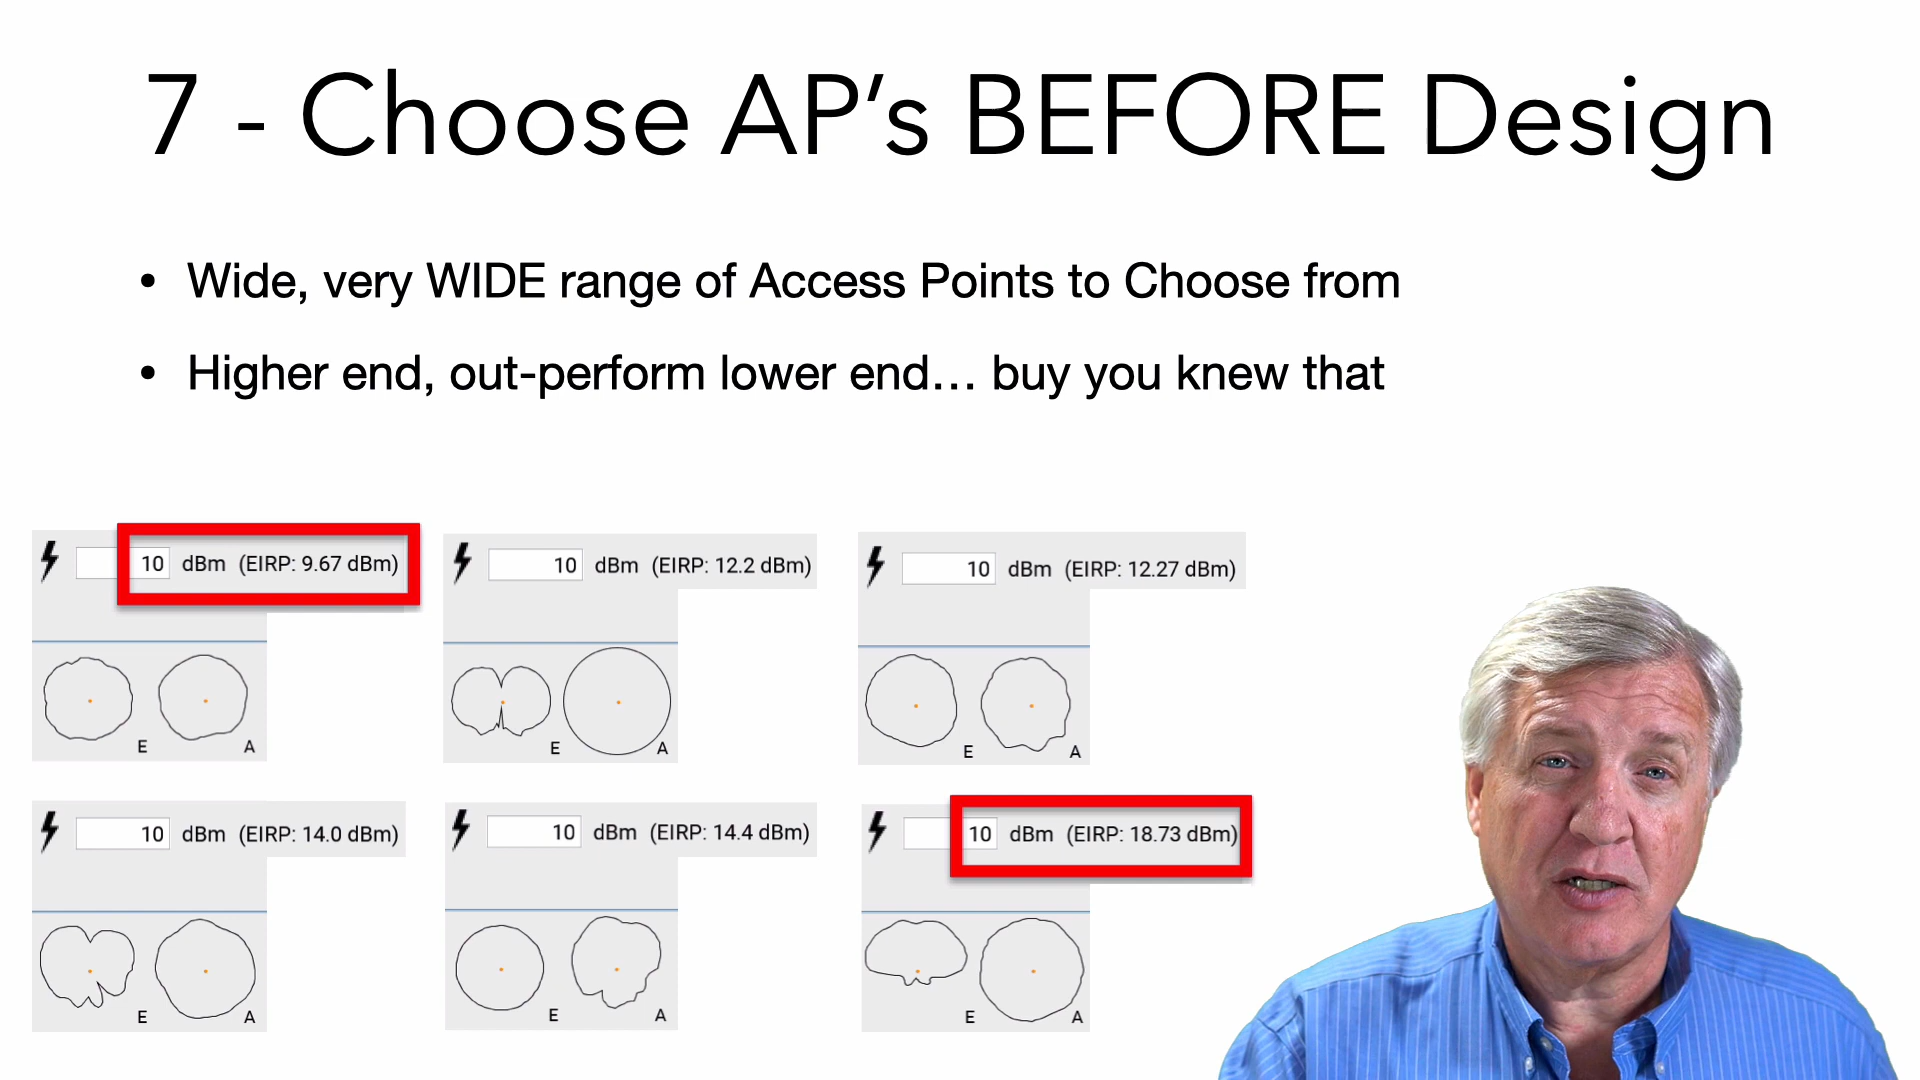 7 - Choose AP’s BEFORE Design
• Wide, very WIDE range of Access Points to Choose from
• Higher end, out-perform lower end… buy you knew that
10 dBm (EIRP: 9.67 dBm)
10 dBm (EIRP: 12.2 dBm)
10 dBm (EIRP: 12.27 dBm)
E A
E A
E A
10 dBm (EIRP: 14.0 dBm)
10 dBm (EIRP: 14.4 dBm)
10 dBm (EIRP: 18.73 dBm)
E A
E A
E A